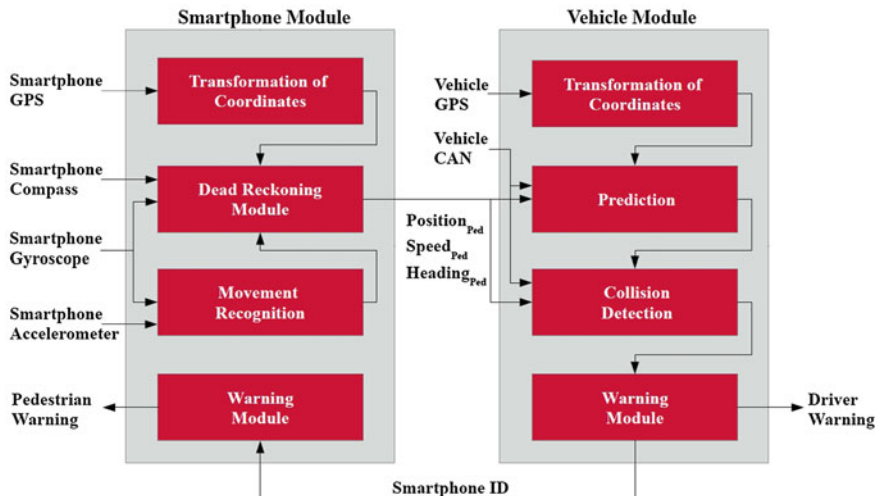 Smartphone Module
Smartphone
GPS
Transformation of
Coordinates
Smartphone
Compass
Dead Reckoning
Module
Smartphone
Gyroscope
Movement
Recognition
Smartphone
Accelerometer
Pedestrian
Warning
Warning
Module
Vehicle Module
Vehicle
GPS
Transformation of
Coordinates
Vehicle
CAN
Prediction
PositionPed
SpeedPed
HeadingPed
Collision
Detection
Warning
Module
Driver
Warning
Smartphone ID